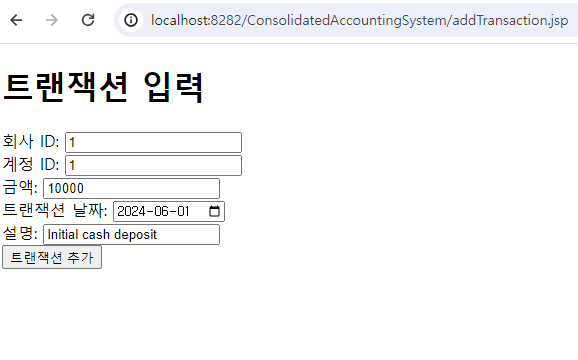 localhost:8282/ConsolidatedAccountingSystem/addTransaction.jsp
트랜잭션 입력
회사 ID: 1
계정 ID: 1
금액: 10000
트랜잭션 날짜: 2024-06-01
설명: Initial cash deposit
트랜잭션 추가